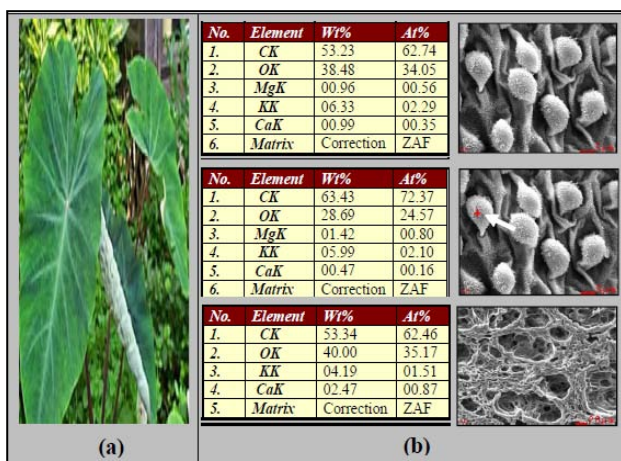 No. Element Wt% At%
1. CK 53.23 62.74
2. OK 38.48 34.05
3. MgK 00.96 00.56
4. KK 06.33 02.29
5. CaK 00.99 00.35
6. Matrix Correction ZAF
No. Element Wt% At%
1. CK 63.43 72.37
2. OK 28.69 24.57
3. MgK 01.42 00.80
4. KK 05.99 02.10
5. CaK 00.47 00.16
6. Matrix Correction ZAF
No. Element Wt% At%
1. CK 53.34 62.46
2. OK 40.00 35.17
3. KK 04.19 01.51
4. CaK 02.47 00.87
5. Matrix Correction ZAF
(a) (b)